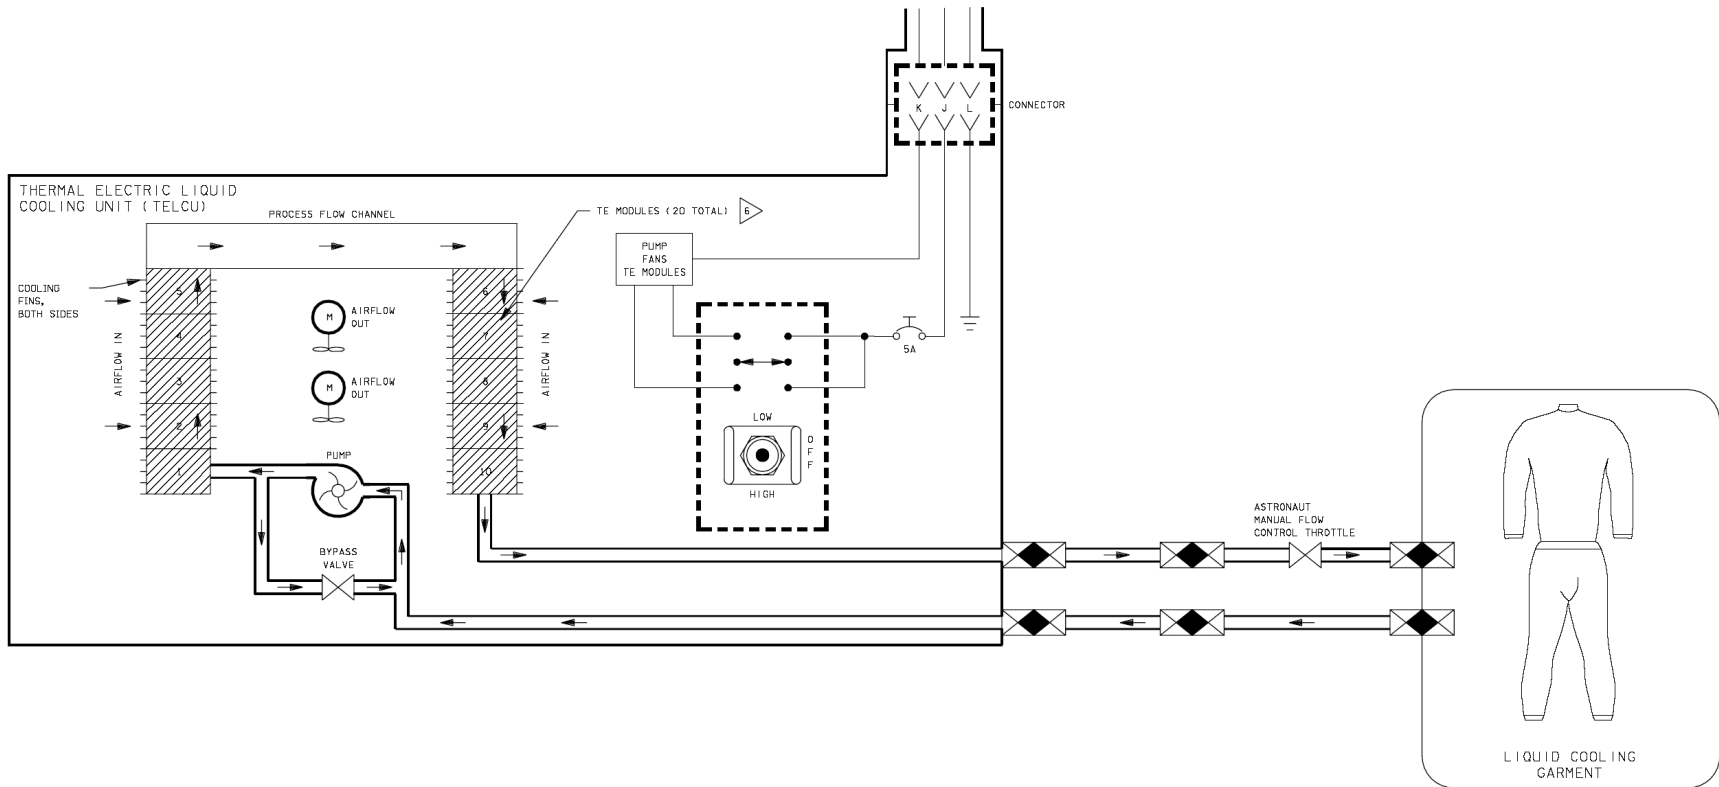 K J L
CONNECTOR
THERMAL ELECTRIC LIQUID
COOLING UNIT (TELCU)
PROCESS FLOW CHANNEL
TE MODULES (20 TOTAL) 6
PUMP
FANS
TE MODULES
COOLING
FINS,
BOTH SIDES
5
4
3
2
1
AIRFLOW IN
M
AIRFLOW
OUT
M
AIRFLOW
OUT
6
7
8
9
10
AIRFLOW IN
5A
LOW
OFF
HIGH
PUMP
BYPASS
VALVE
ASTRONAUT
MANUAL FLOW
CONTROL THROTTLE
LIQUID COOLING
GARMENT